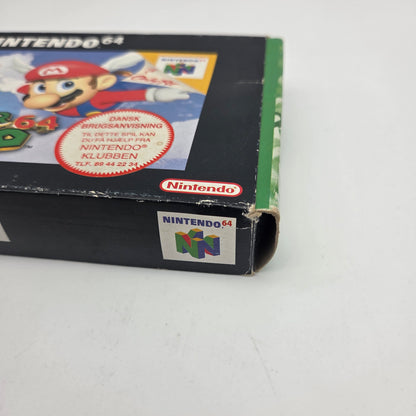 NINTENDO 64
NINTENDO 64
64
DANSK
BRUGSANVISNING
TIL DETTE SPIL KAN
DU FÅ HJÆLP FRA
NINTENDO®
KLUBBEN
TLF. 89 44 22 34
Nintendo®
NINTENDO 64